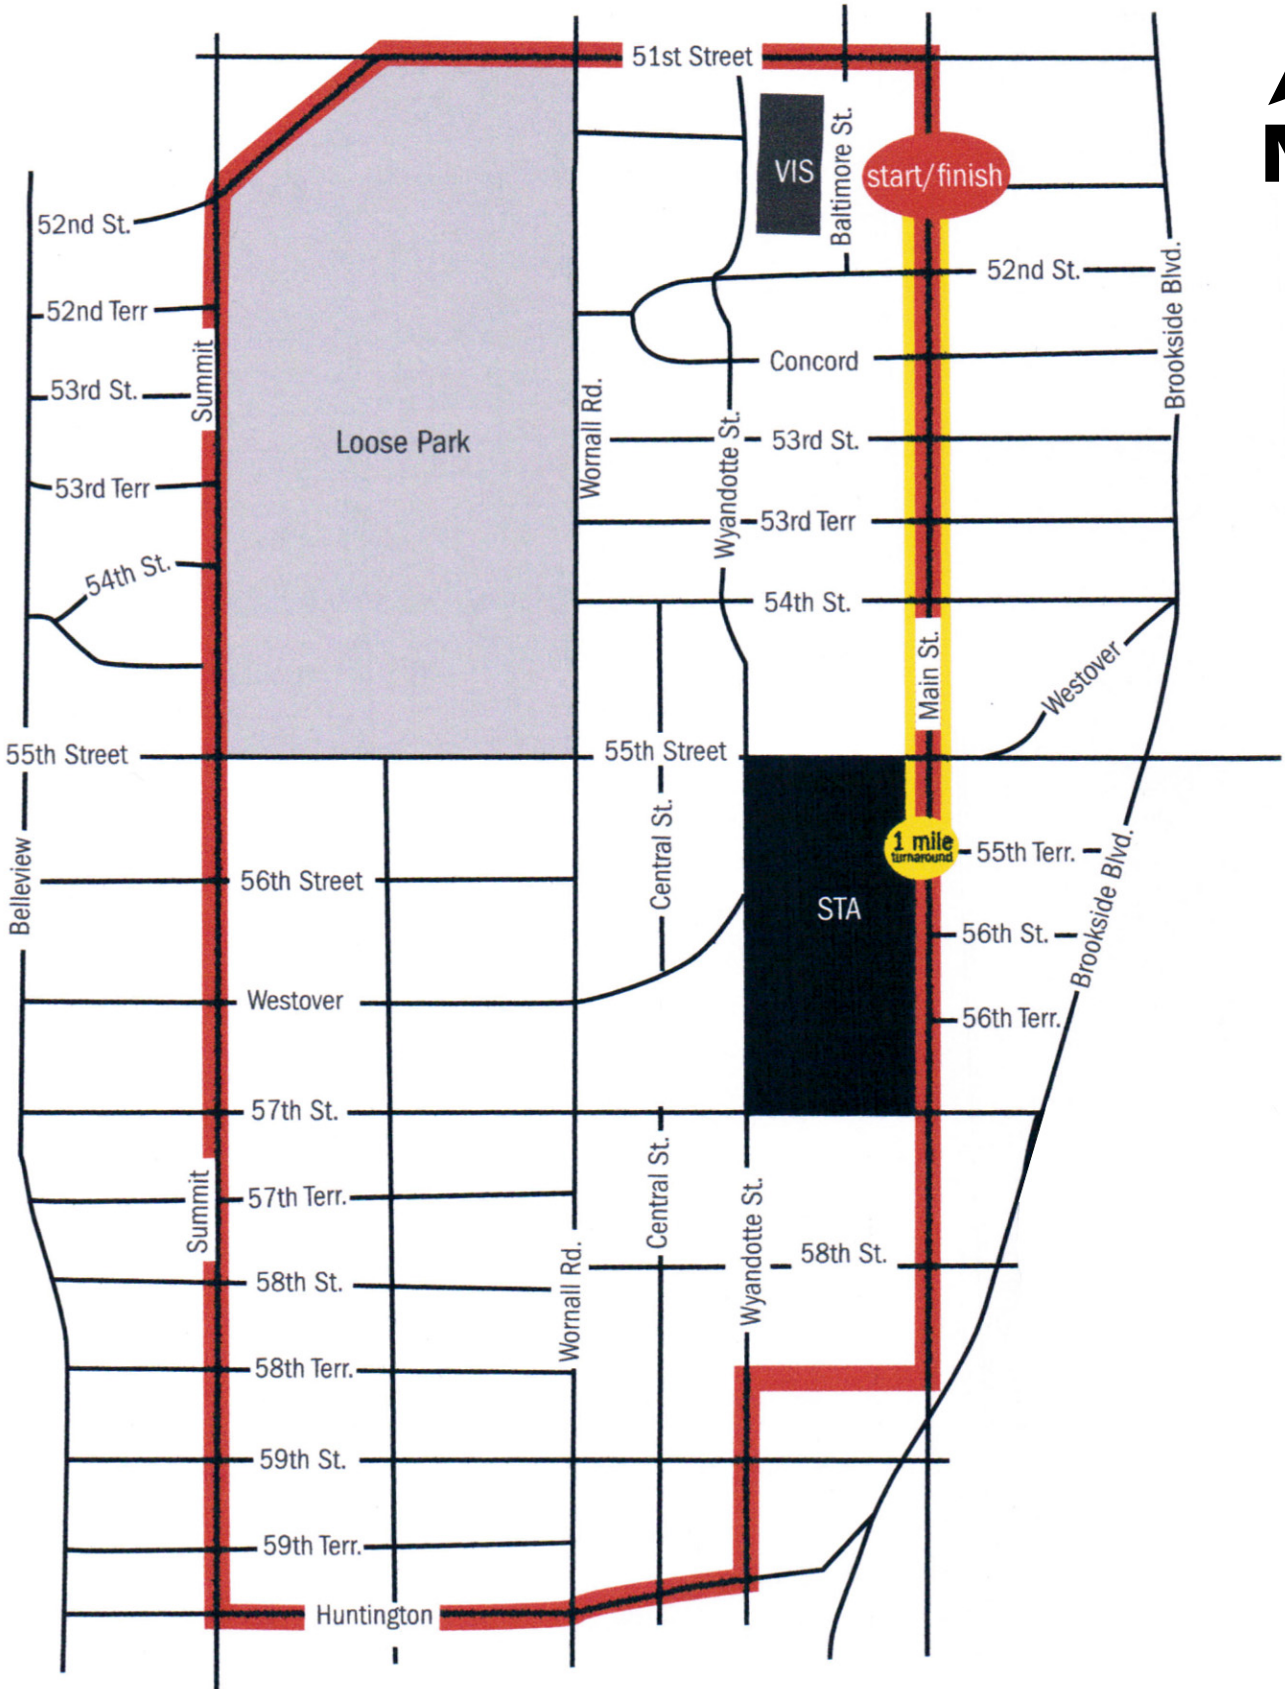 51st Street
N
VIS
Baltimore St.
start/finish
52nd St.
52nd St.
Brookside Blvd.
52nd Terr
Summit
Concord
53rd St.
Loose Park
Wornall Rd.
Wyandotte St.
53rd St.
53rd Terr
53rd Terr
54th St.
54th St.
Main St.
Westover
55th Street
55th Street
Central St.
1 mile
turnaround
55th Terr.
Brookside Blvd.
Belleview
56th Street
STA
56th St.
Westover
56th Terr.
57th St.
Summit
57th Terr.
Central St.
Wyandotte St.
58th St.
58th St.
Wornall Rd.
58th Terr.
59th St.
59th Terr.
Huntington